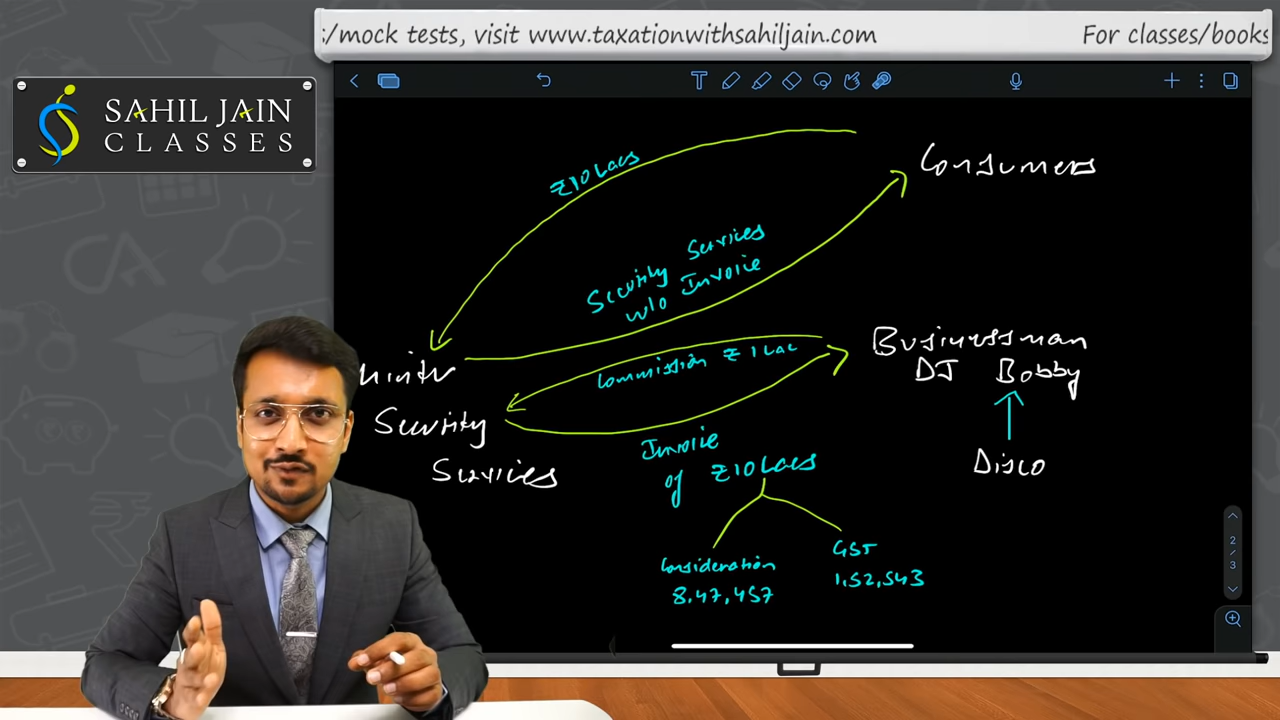 :/mock tests, visit www.taxationwithsahiljain.com
For classes/books
SAHIL JAIN
CLASSES
Consumers
₹10 Lacs
Security Services
w/o Invoice
Businessman
DJ Bobby
Commission ₹ 1 Lac
Security
Services
Invoice
of ₹10 Lacs
Disco
Consideration
8,47,457
GST
1,52,543
2
/
3